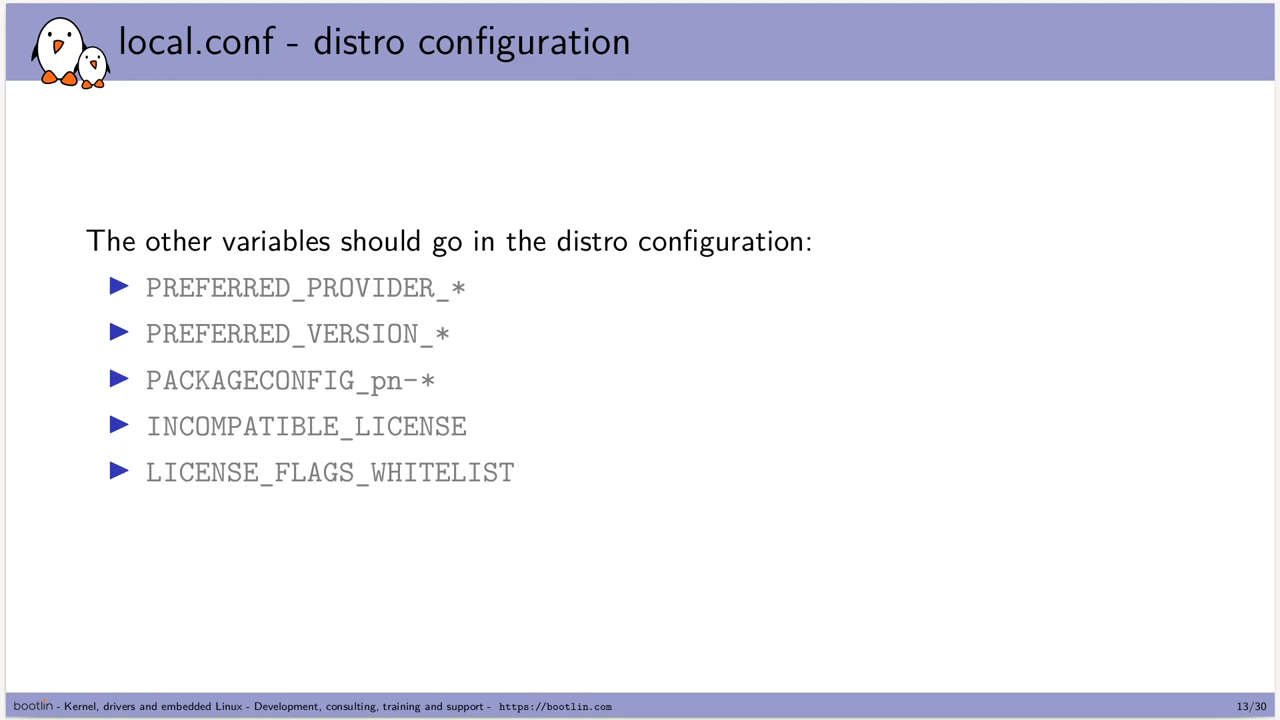 local.conf - distro configuration
The other variables should go in the distro configuration:
PREFERRED_PROVIDER_*
PREFERRED_VERSION_*
PACKAGECONFIG_pn-*
INCOMPATIBLE_LICENSE
LICENSE_FLAGS_WHITELIST
bootlin - Kernel, drivers and embedded Linux - Development, consulting, training and support - https://bootlin.com 13/30